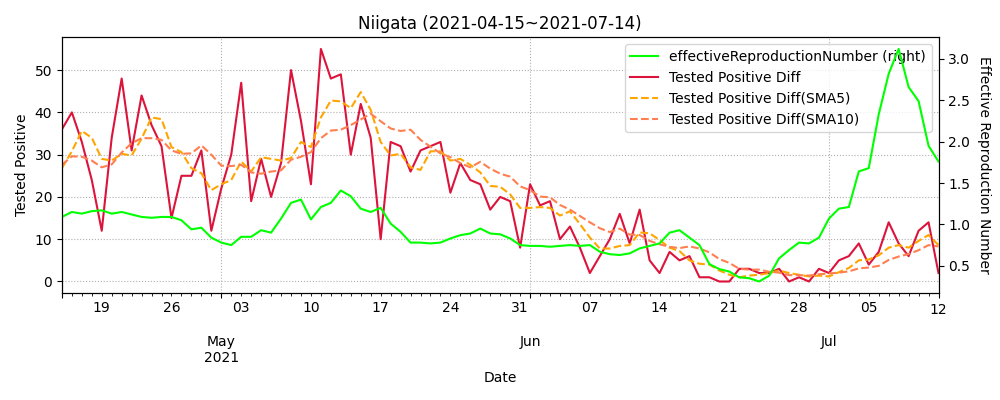 Niigata (2021-04-15~2021-07-14)
effectiveReproductionNumber (right)
Tested Positive Diff
Tested Positive Diff(SMA5)
Tested Positive Diff(SMA10)
Tested Positive
50
40
30
20
10
0
3.0
2.5
2.0
1.5
1.0
0.5
Effective Reproduction Number
19 26 03 10 17 24 31 07 14 21 28 05 12
May Jun Jul
2021
Date